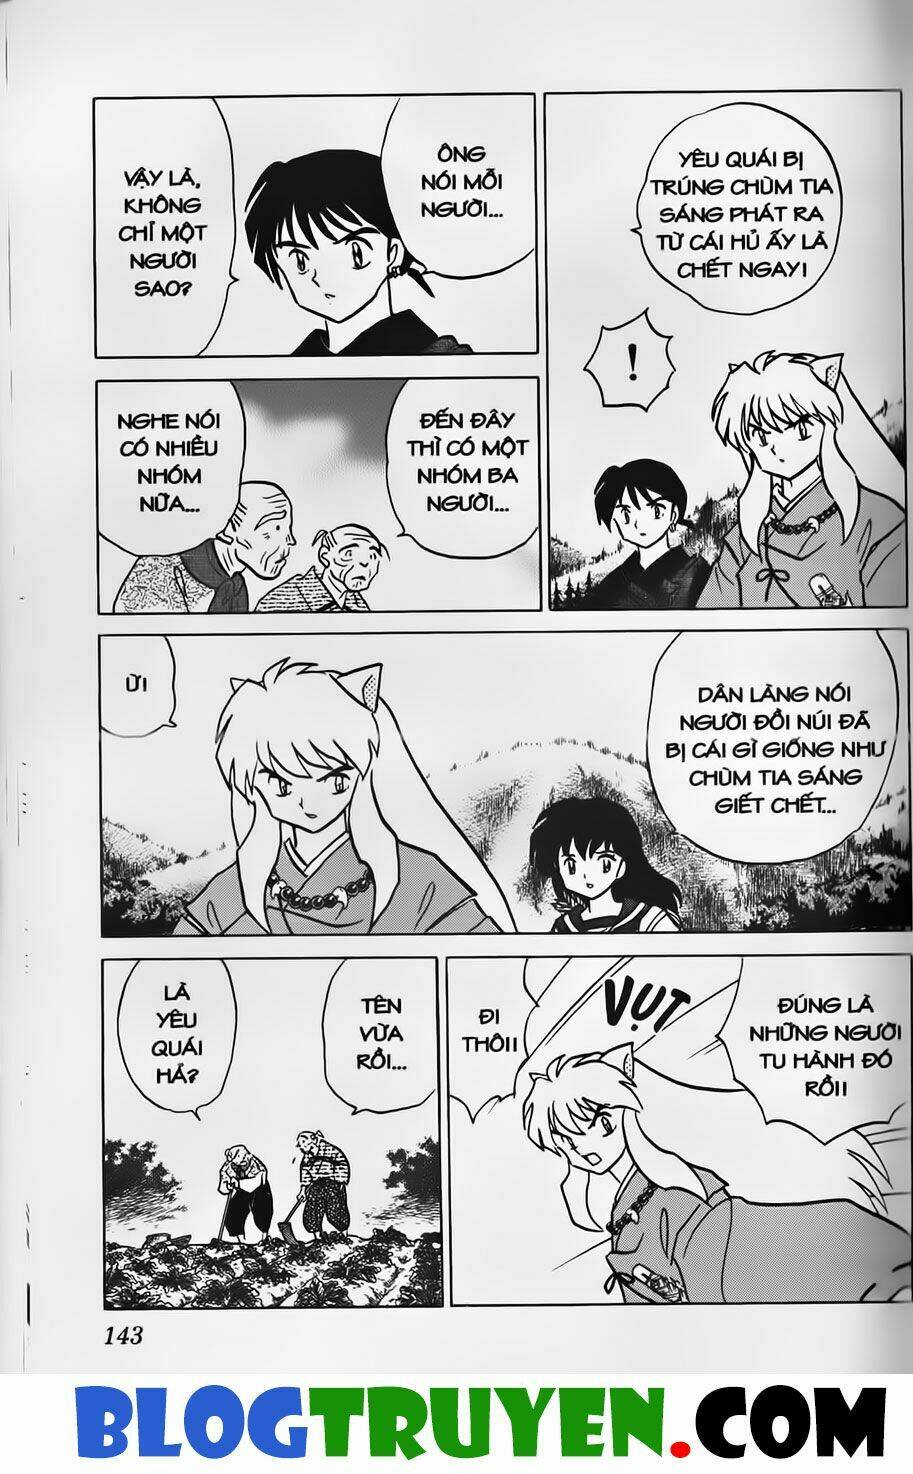 YÊU QUÁI BỊ
TRÚNG CHÙM TIA
SÁNG PHÁT RA
TỪ CÁI HỦ ẤY LÀ
CHẾT NGAY!
!
ÔNG
NÓI MỖI
NGƯỜI...
VẬY LÀ,
KHÔNG
CHỈ MỘT
NGƯỜI
SAO?
ĐẾN ĐÂY
THÌ CÓ MỘT
NHÓM BA
NGƯỜI...
NGHE NÓI
CÓ NHIỀU
NHÓM
NỮA...
DÂN LÀNG NÓI
NGƯỜI ĐỒI NÚI ĐÃ
BỊ CÁI GÌ GIỐNG NHƯ
CHÙM TIA SÁNG
GIẾT CHẾT...
ỪI
ĐÚNG LÀ
NHỮNG NGƯỜI
TU HÀNH ĐÓ
RỒI!
VỤT
ĐI
THÔI!
TÊN
VỪA
RỒI...
LÀ
YÊU
QUÁI
HẢ?
143
BLOGTRUYEN.COM